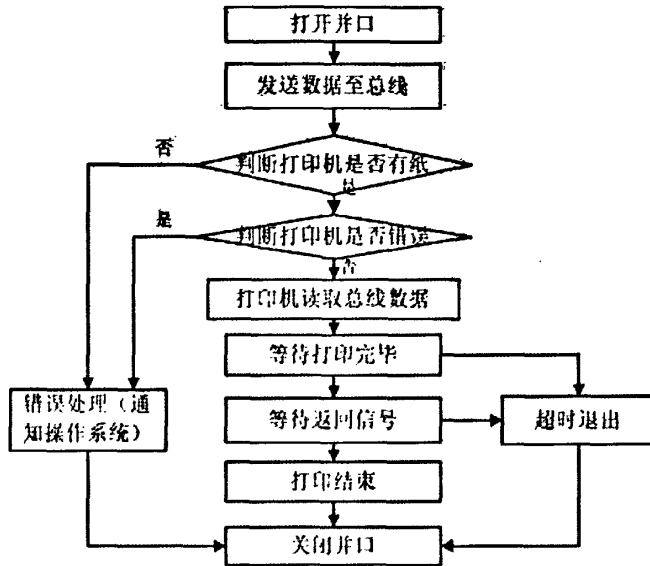 打开并口
发送数据至总线
否
判断打印机是否有纸
是
是
判断打印机是否错误
否
打印机读取总线数据
等待打印完毕
错误处理（通
知操作系统）
等待返回信号
超时退出
打印结束
关闭并口